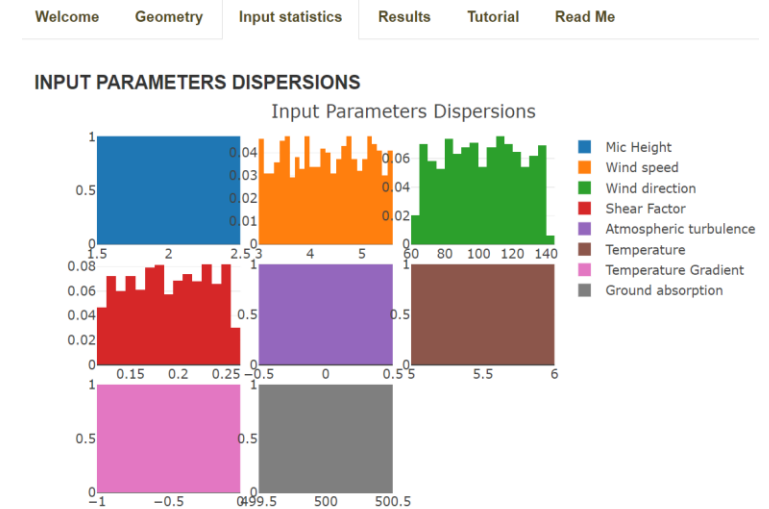 Welcome Geometry Input statistics Results Tutorial Read Me
INPUT PARAMETERS DISPERSIONS
Input Parameters Dispersions
1
0.5
0
1.5 2 2.5
0.04
0.03
0.02
0.01
0
3 4 5
0.06
0.04
0.02
0
60 80 100 120 140
0.08
0.06
0.04
0.02
0
0.15 0.2 0.25
1
0.5
0
−0.5 0 0.5
1
0.5
0
5 5.5 6
1
0.5
0
−1 −0.5 0
1
0.5
0
499.5 500 500.5
Mic Height
Wind speed
Wind direction
Shear Factor
Atmospheric turbulence
Temperature
Temperature Gradient
Ground absorption